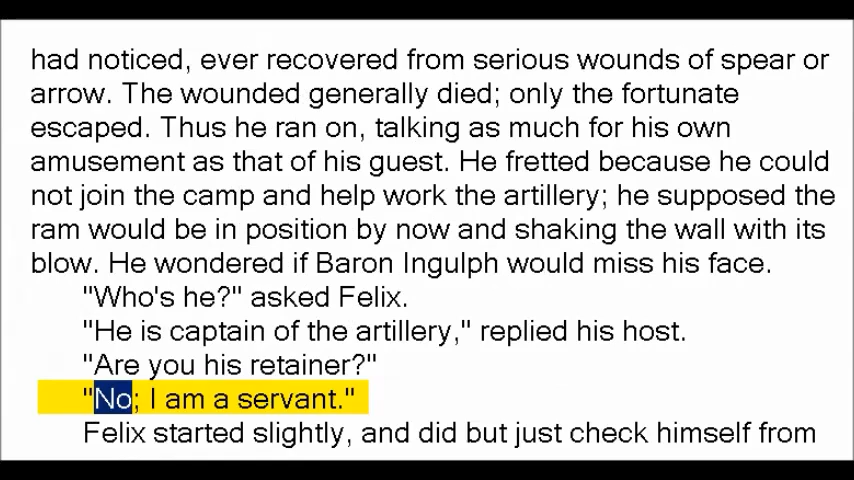 had noticed, ever recovered from serious wounds of spear or
arrow. The wounded generally died; only the fortunate
escaped. Thus he ran on, talking as much for his own
amusement as that of his guest. He fretted because he could
not join the camp and help work the artillery; he supposed the
ram would be in position by now and shaking the wall with its
blow. He wondered if Baron Ingulph would miss his face.
"Who's he?" asked Felix.
"He is captain of the artillery," replied his host.
"Are you his retainer?"
"No; I am a servant."
Felix started slightly, and did but just check himself from